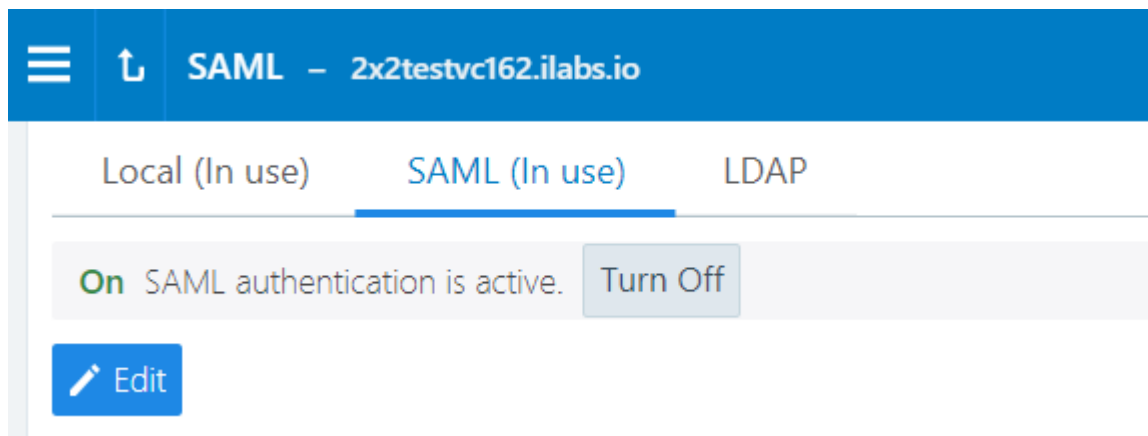 SAML – 2x2testvc162.ilabs.io
Local (In use) SAML (In use) LDAP
On SAML authentication is active. Turn Off
Edit